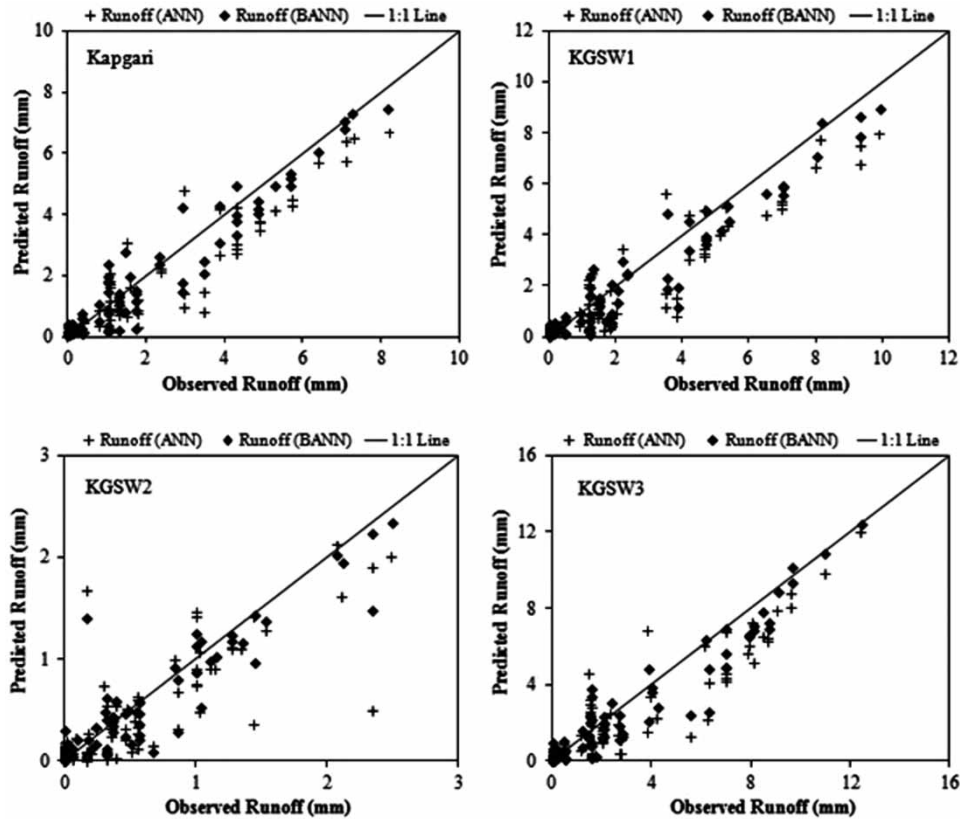 + Runoff (ANN) ◆ Runoff (BANN) — 1:1 Line
Kapgari
Predicted Runoff (mm)
10
8
6
4
2
0
0 2 4 6 8 10
Observed Runoff (mm)
+ Runoff (ANN) ◆ Runoff (BANN) — 1:1 Line
KGSW1
Predicted Runoff (mm)
12
10
8
6
4
2
0
0 2 4 6 8 10 12
Observed Runoff (mm)
+ Runoff (ANN) ◆ Runoff (BANN) — 1:1 Line
KGSW2
Predicted Runoff (mm)
3
2
1
0
0 1 2 3
Observed Runoff (mm)
+ Runoff (ANN) ◆ Runoff (BANN) — 1:1 Line
KGSW3
Predicted Runoff (mm)
16
12
8
4
0
0 4 8 12 16
Observed Runoff (mm)